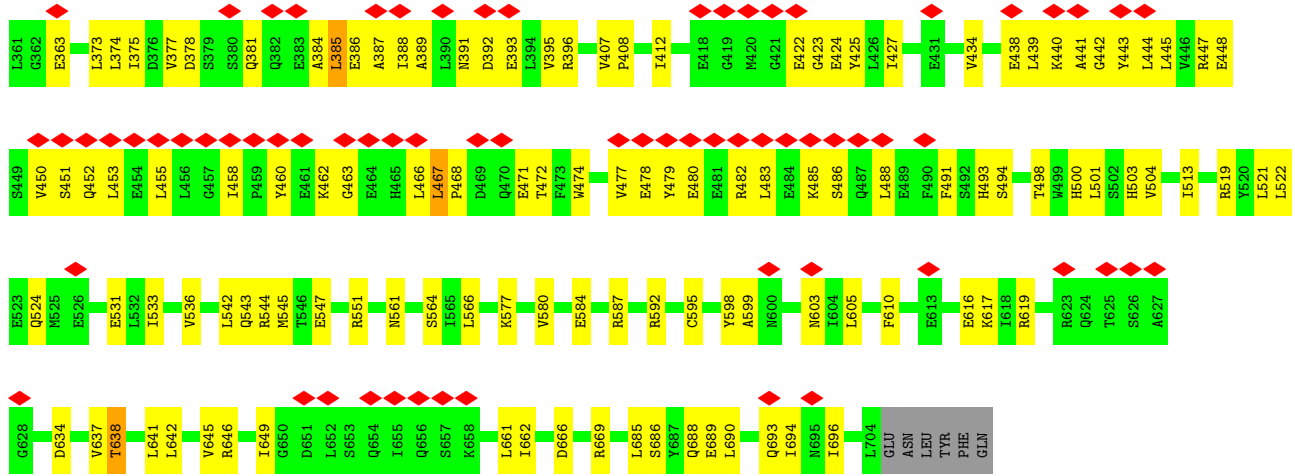 L361 G362 E363 L373 L374 I375 D376 V377 D378 S379 S380 Q381 Q382 E383 A384 L385 E386 A387 I388 A389 L390 N391 D392 E393 L394 V395 R396 V407 P408 I412 E418 G419 M420 G421 E422 G423 E424 Y425 L426 I427 E431 V434 E438 L439 K440 A441 G442 Y443 L444 L445 V446 R447 E448
S449 V450 S451 Q452 L453 E454 L455 L456 G457 I458 P459 Y460 E461 K462 G463 E464 H465 L466 L467 P468 D469 Q470 E471 T472 F473 W474 V477 E478 Y479 E480 E481 R482 L483 E484 K485 S486 Q487 L488 E489 F490 F491 S492 H493 S494 T498 W499 H500 L501 S502 H503 V504 I513 R519 Y520 L521 L522
E523 Q524 M525 E526 E531 L532 I533 V536 L542 Q543 R544 M545 T546 E547 R551 N561 S564 I565 L566 K577 V580 E584 R587 R592 C595 Y598 A599 N600 N603 I604 L605 F610 E613 E616 K617 I618 R619 R623 Q624 T625 S626 A627
G628 D634 V637 T638 L641 L642 V645 R646 I649 G650 D651 L652 S653 Q654 I655 Q656 S657 K658 L661 I662 D666 R669 L685 S686 Y687 Q688 E689 L690 Q693 I694 N695 I696 L704 GLU ASN LEU TYR PHE GLN